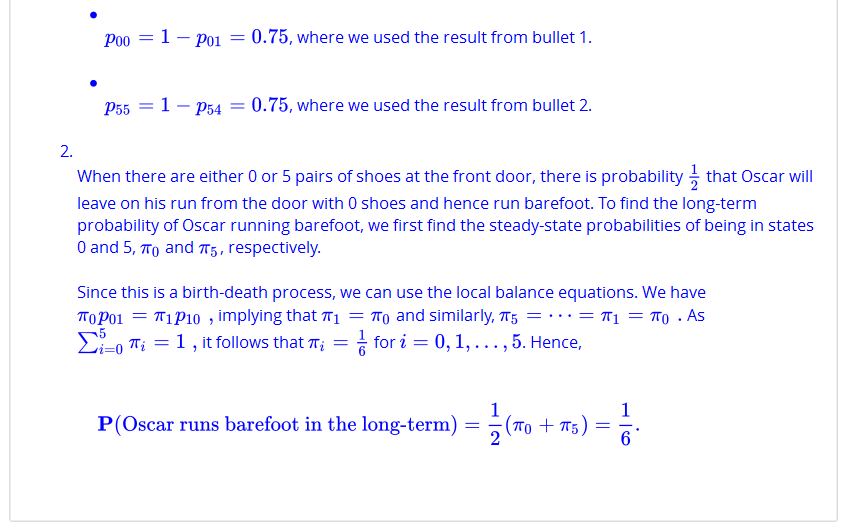 •
p₀₀ = 1 − p₀₁ = 0.75, where we used the result from bullet 1.
•
p₅₅ = 1 − p₅₄ = 0.75, where we used the result from bullet 2.
2.
When there are either 0 or 5 pairs of shoes at the front door, there is probability 1/2 that Oscar will
leave on his run from the door with 0 shoes and hence run barefoot. To find the long-term
probability of Oscar running barefoot, we first find the steady-state probabilities of being in states
0 and 5, π₀ and π₅, respectively.
Since this is a birth-death process, we can use the local balance equations. We have
π₀p₀₁ = π₁p₁₀ , implying that π₁ = π₀ and similarly, π₅ = ⋯ = π₁ = π₀ . As
∑⁵ᵢ₌₀ πᵢ = 1 , it follows that πᵢ = 1/6 for i = 0, 1, . . . , 5. Hence,
P(Oscar runs barefoot in the long-term) = 1/2(π₀ + π₅) = 1/6.